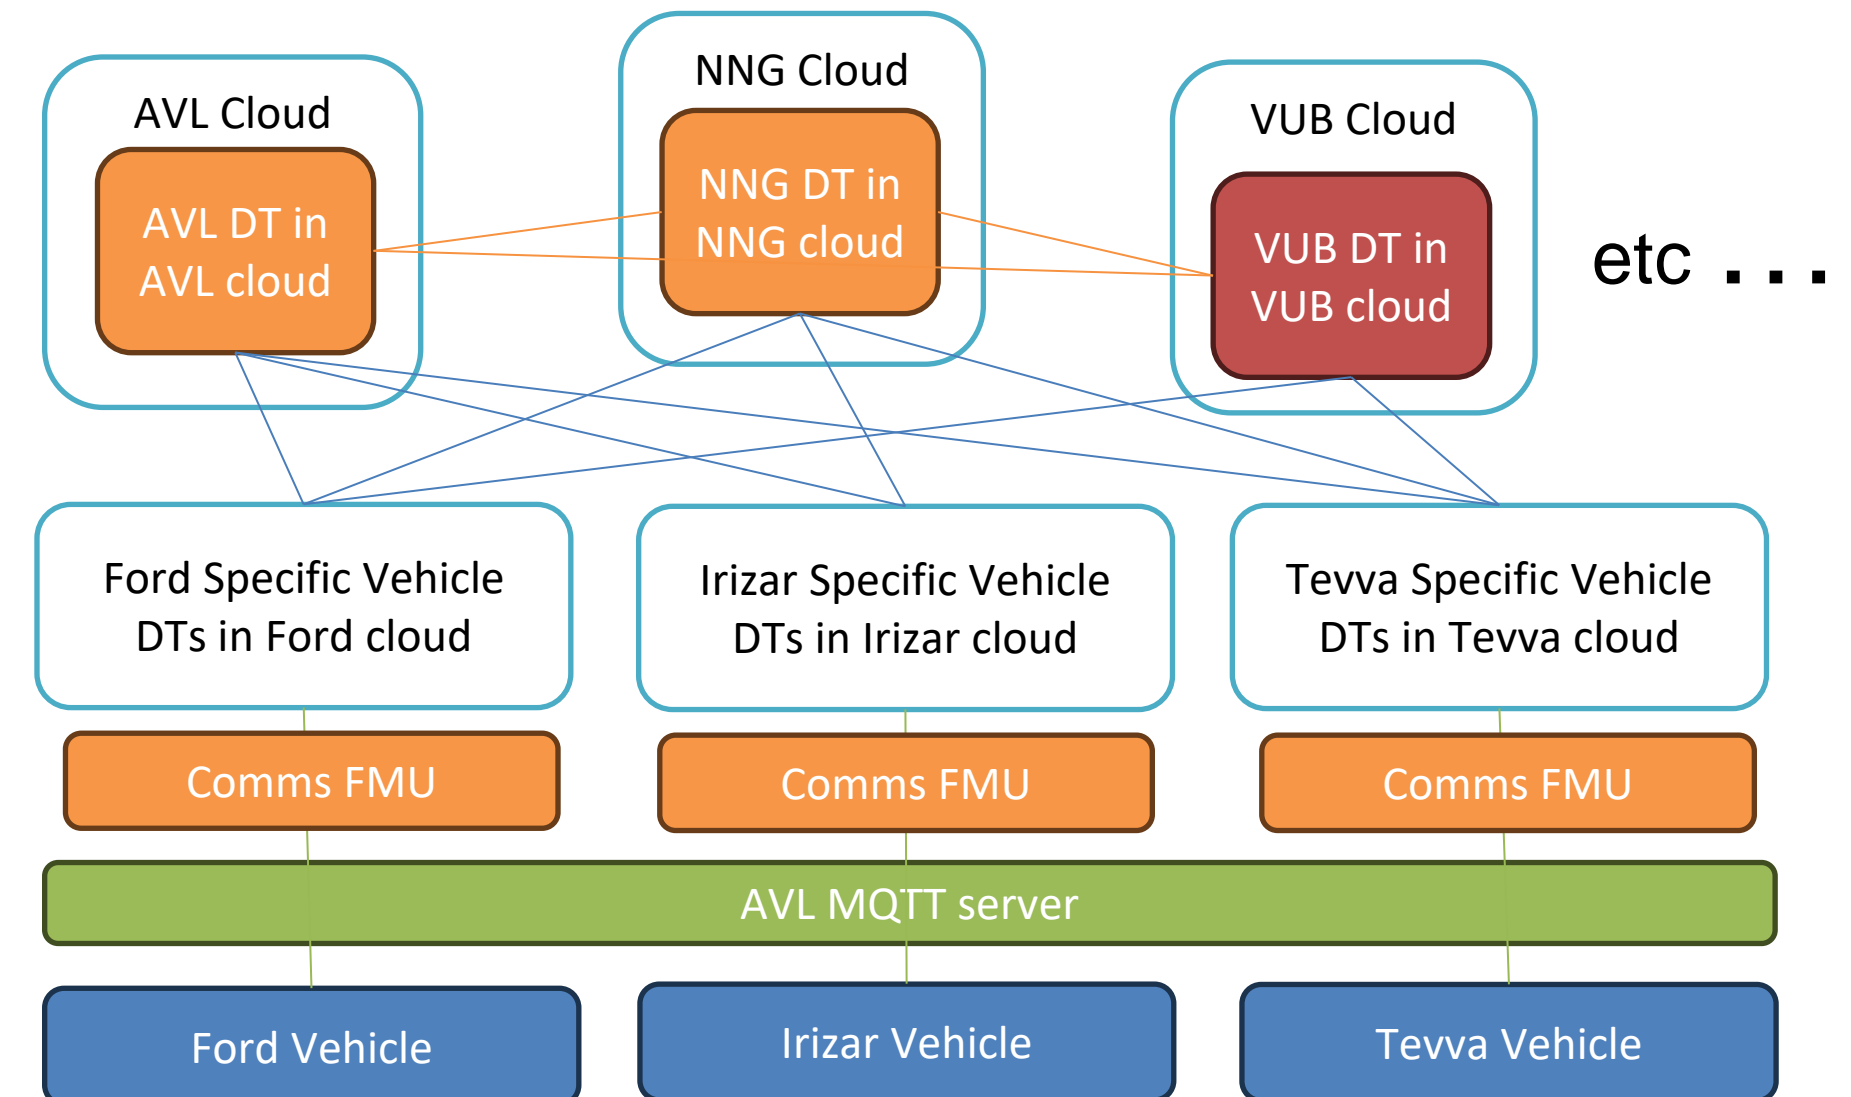 AVL Cloud
AVL DT in
AVL cloud
NNG Cloud
NNG DT in
NNG cloud
VUB Cloud
VUB DT in
VUB cloud
etc ...
Ford Specific Vehicle
DTs in Ford cloud
Irizar Specific Vehicle
DTs in Irizar cloud
Tevva Specific Vehicle
DTs in Tevva cloud
Comms FMU
Comms FMU
Comms FMU
AVL MQTT server
Ford Vehicle
Irizar Vehicle
Tevva Vehicle